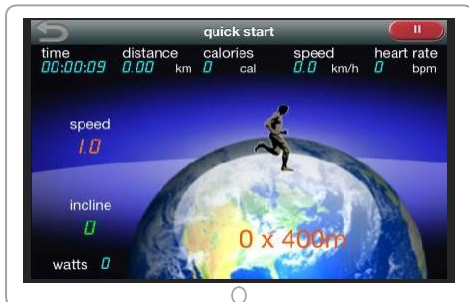 quick start
time distance calories speed heart rate
00:00:09 0.00 km 0 cal 0.0 km/h 0 bpm
speed
1.0
incline
0
0 x 400m
watts 0